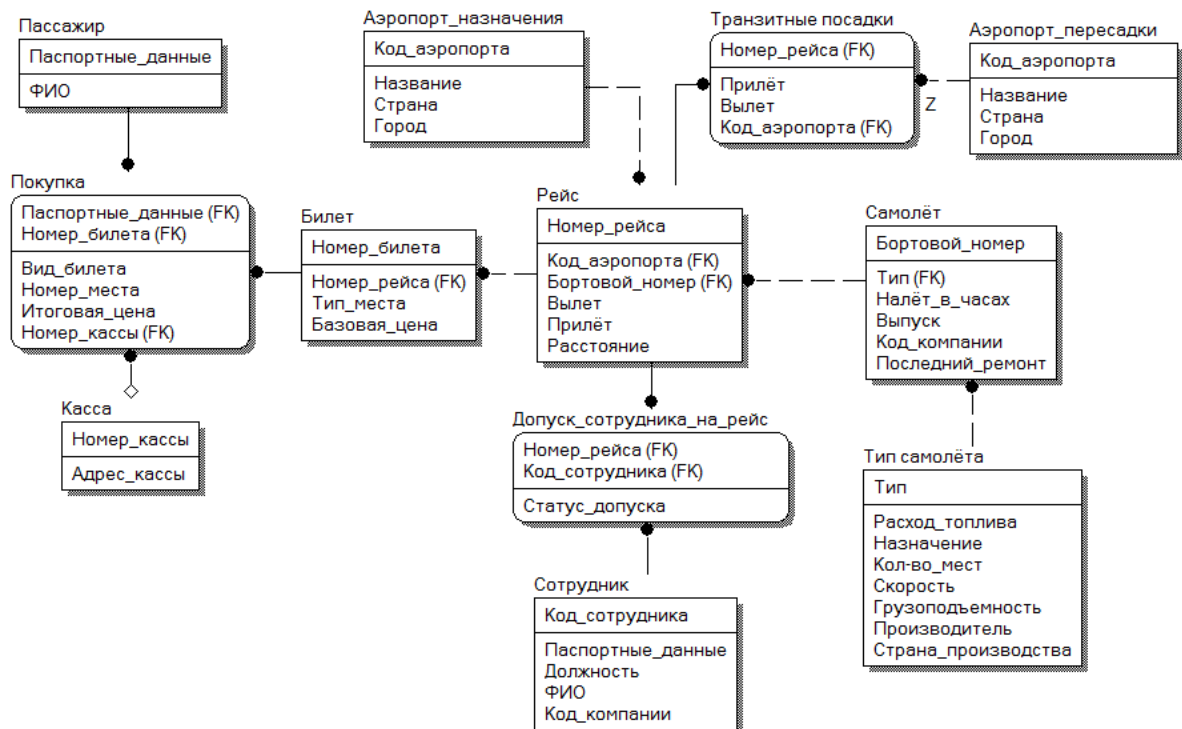 Пассажир
Паспортные_данные
ФИО
Аэропорт_назначения
Код_аэропорта
Название
Страна
Город
Транзитные посадки
Номер_рейса (FK)
Прилёт
Вылет
Код_аэропорта (FK)
Z
Аэропорт_пересадки
Код_аэропорта
Название
Страна
Город
Покупка
Паспортные_данные (FK)
Номер_билета (FK)
Вид_билета
Номер_места
Итоговая_цена
Номер_кассы (FK)
Билет
Номер_билета
Номер_рейса (FK)
Тип_места
Базовая_цена
Рейс
Номер_рейса
Код_аэропорта (FK)
Бортовой_номер (FK)
Вылет
Прилёт
Расстояние
Самолёт
Бортовой_номер
Тип (FK)
Налёт_в_часах
Выпуск
Код_компании
Последний_ремонт
Касса
Номер_кассы
Адрес_кассы
Допуск_сотрудника_на_рейс
Номер_рейса (FK)
Код_сотрудника (FK)
Статус_допуска
Тип самолёта
Тип
Расход_топлива
Назначение
Кол-во_мест
Скорость
Грузоподъемность
Производитель
Страна_производства
Сотрудник
Код_сотрудника
Паспортные_данные
Должность
ФИО
Код_компании